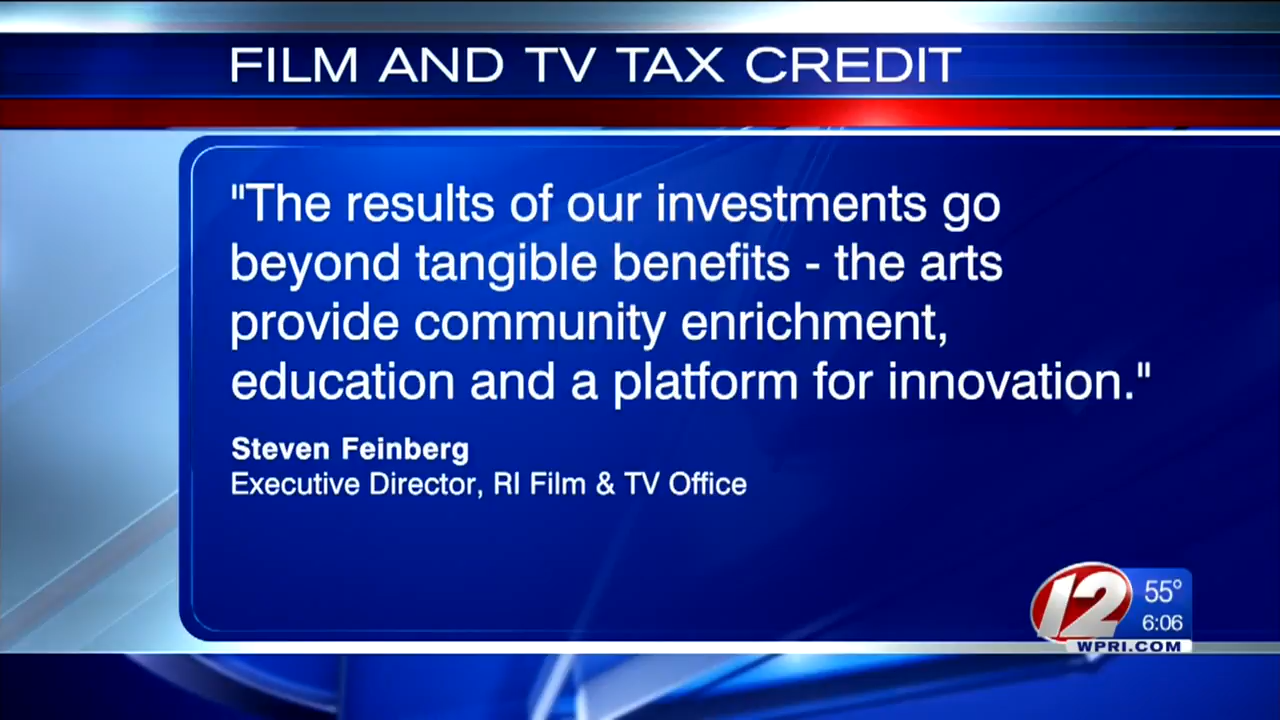 FILM AND TV TAX CREDIT
"The results of our investments go
beyond tangible benefits - the arts
provide community enrichment,
education and a platform for innovation."
Steven Feinberg
Executive Director, RI Film & TV Office
12
55°
6:06
WPRI.COM